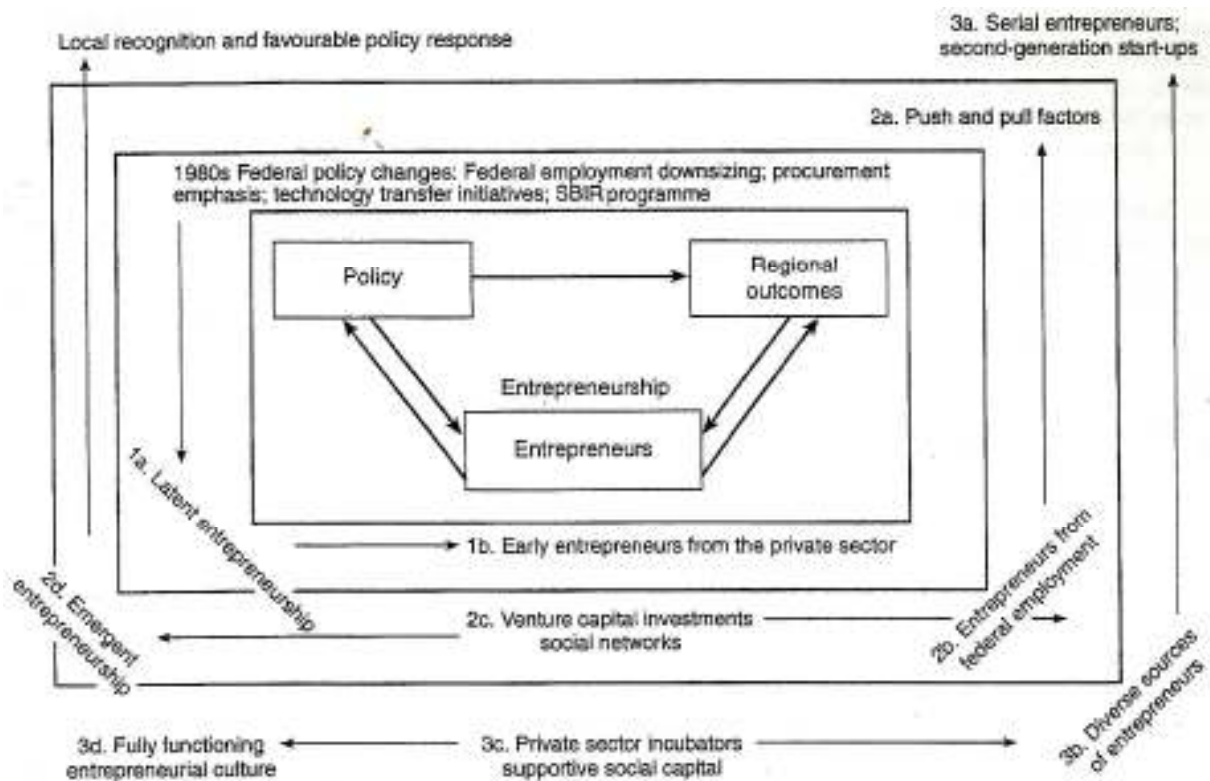 Local recognition and favourable policy response
3a. Serial entrepreneurs;
second-generation start-ups
2a. Push and pull factors
1980s Federal policy changes: Federal employment downsizing; procurement
emphasis; technology transfer initiatives; SBIR programme
Policy
Regional
outcomes
Entrepreneurship
Entrepreneurs
1a. Latent entrepreneurship
1b. Early entrepreneurs from the private sector
2d. Emergent
entrepreneurship
2c. Venture capital investments
social networks
2b. Entrepreneurs from
federal employment
3d. Fully functioning
entrepreneurial culture
3c. Private sector incubators
supportive social capital
3b. Diverse sources
of entrepreneurs